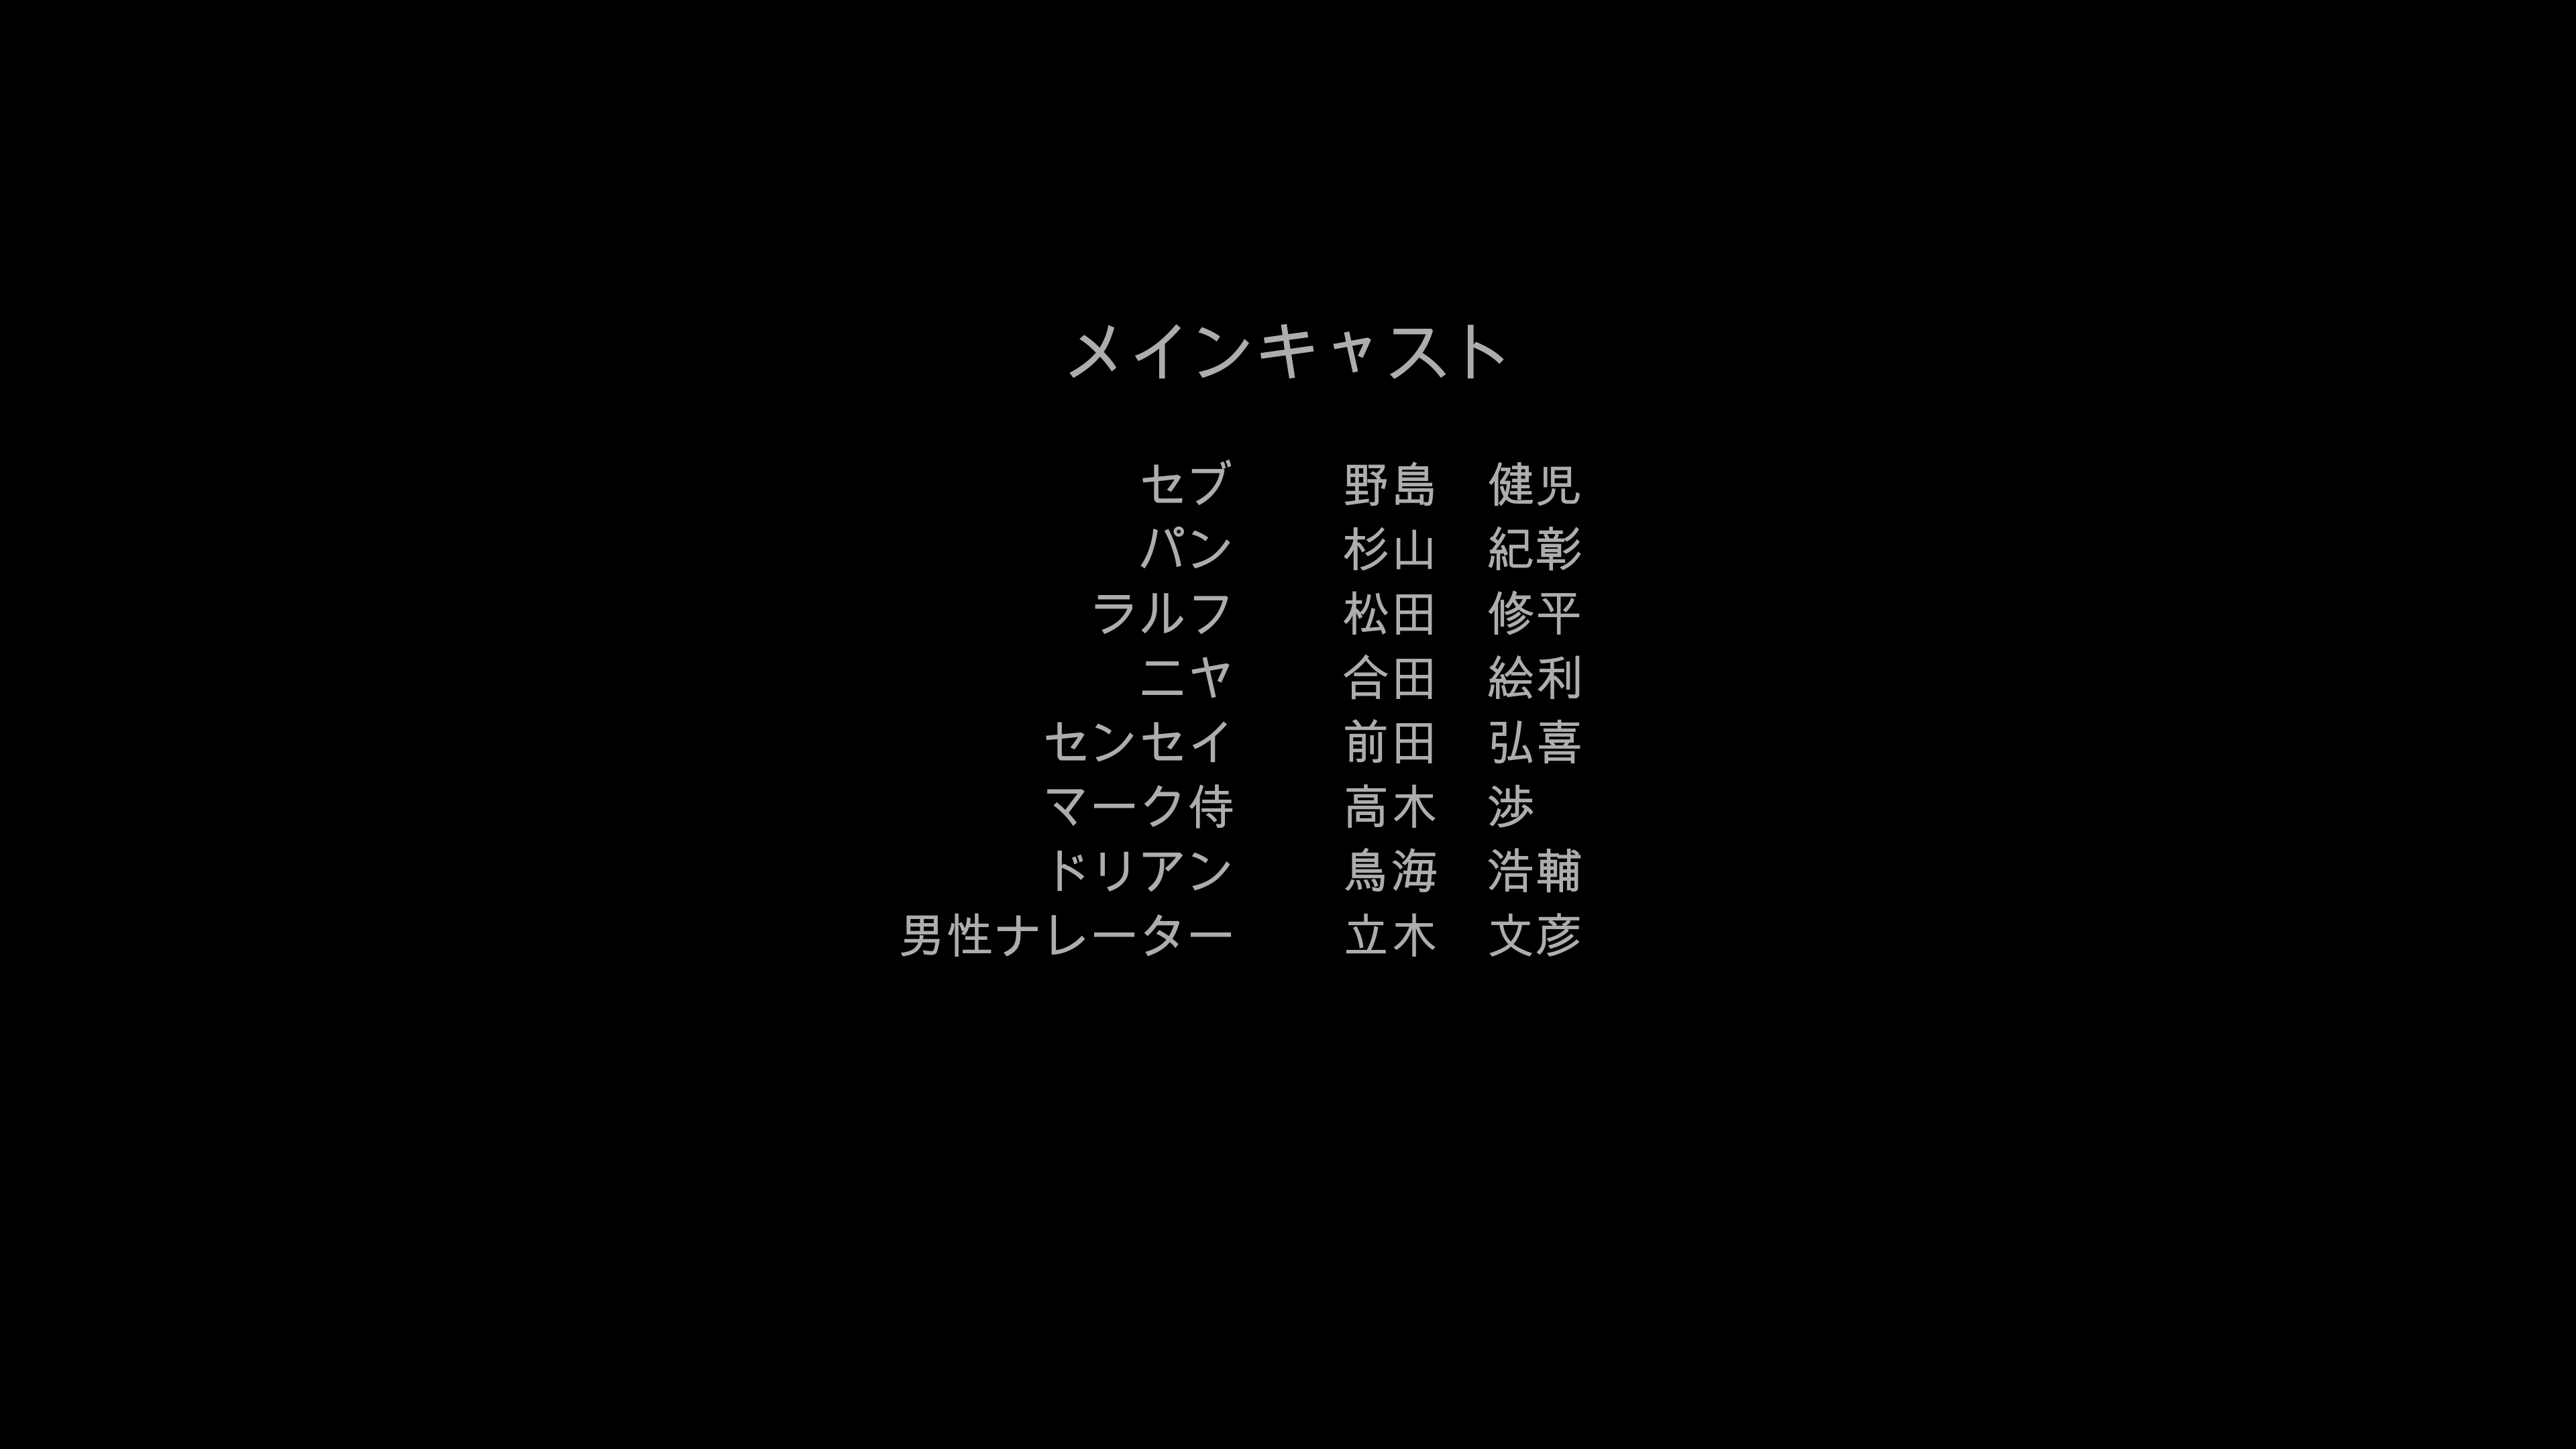 メインキャスト
セブ 野島 健児
パン 杉山 紀彰
ラルフ 松田 修平
ニヤ 合田 絵利
センセイ 前田 弘喜
マーク侍 高木 渉
ドリアン 鳥海 浩輔
男性ナレーター 立木 文彦